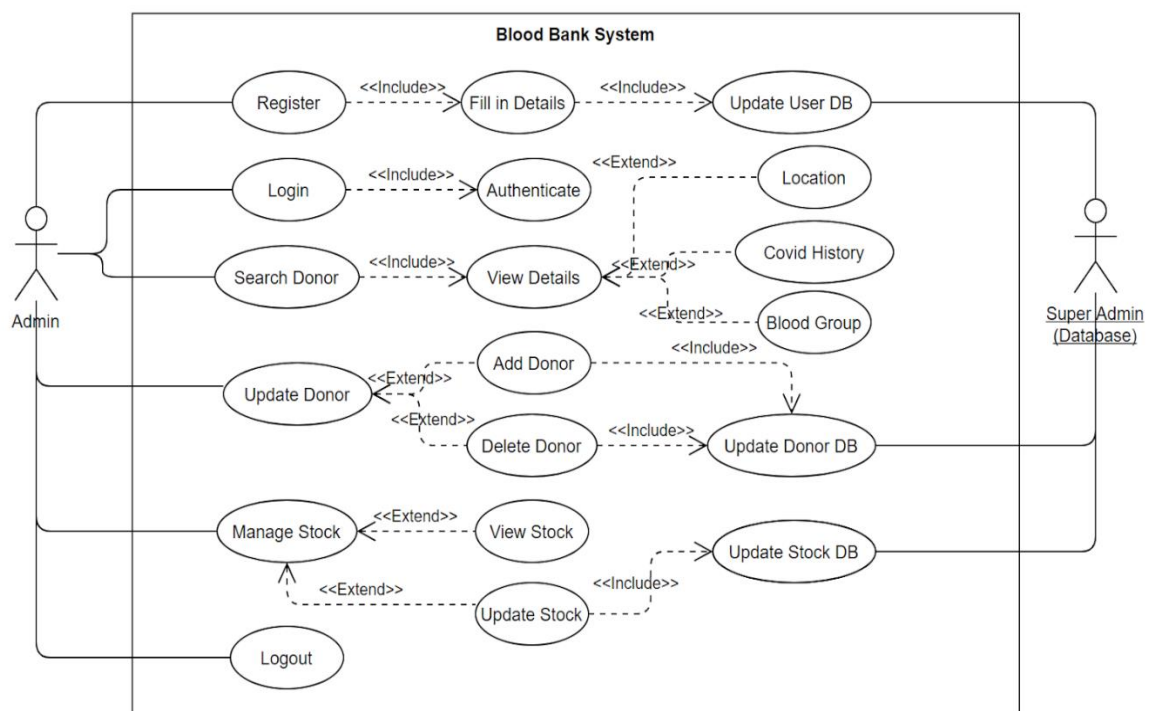 Blood Bank System
Register
<<Include>>
Fill in Details
<<Include>>
Update User DB
<<Extend>>
Location
Login
<<Include>>
Authenticate
Covid History
<<Extend>>
Search Donor
<<Include>>
View Details
<<Extend>>
Blood Group
Admin
Super Admin
(Database)
Add Donor
<<Include>>
<<Extend>>
Update Donor
<<Extend>>
Delete Donor
<<Include>>
Update Donor DB
<<Extend>>
Manage Stock
View Stock
Update Stock DB
<<Extend>>
<<Include>>
Update Stock
Logout